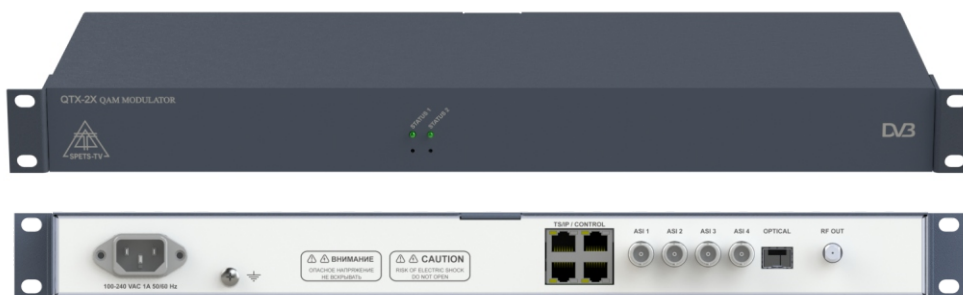 QTX-2X QAM MODULATOR
STATUS 1
STATUS 2
SPETS-TV
DVB
TS/IP / CONTROL
ASI 1
ASI 2
ASI 3
ASI 4
OPTICAL
RF OUT
ВНИМАНИЕ
ОПАСНОЕ НАПРЯЖЕНИЕ
НЕ ВСКРЫВАТЬ
CAUTION
RISK OF ELECTRIC SHOCK
DO NOT OPEN
100-240 VAC 1A 50/60 Hz